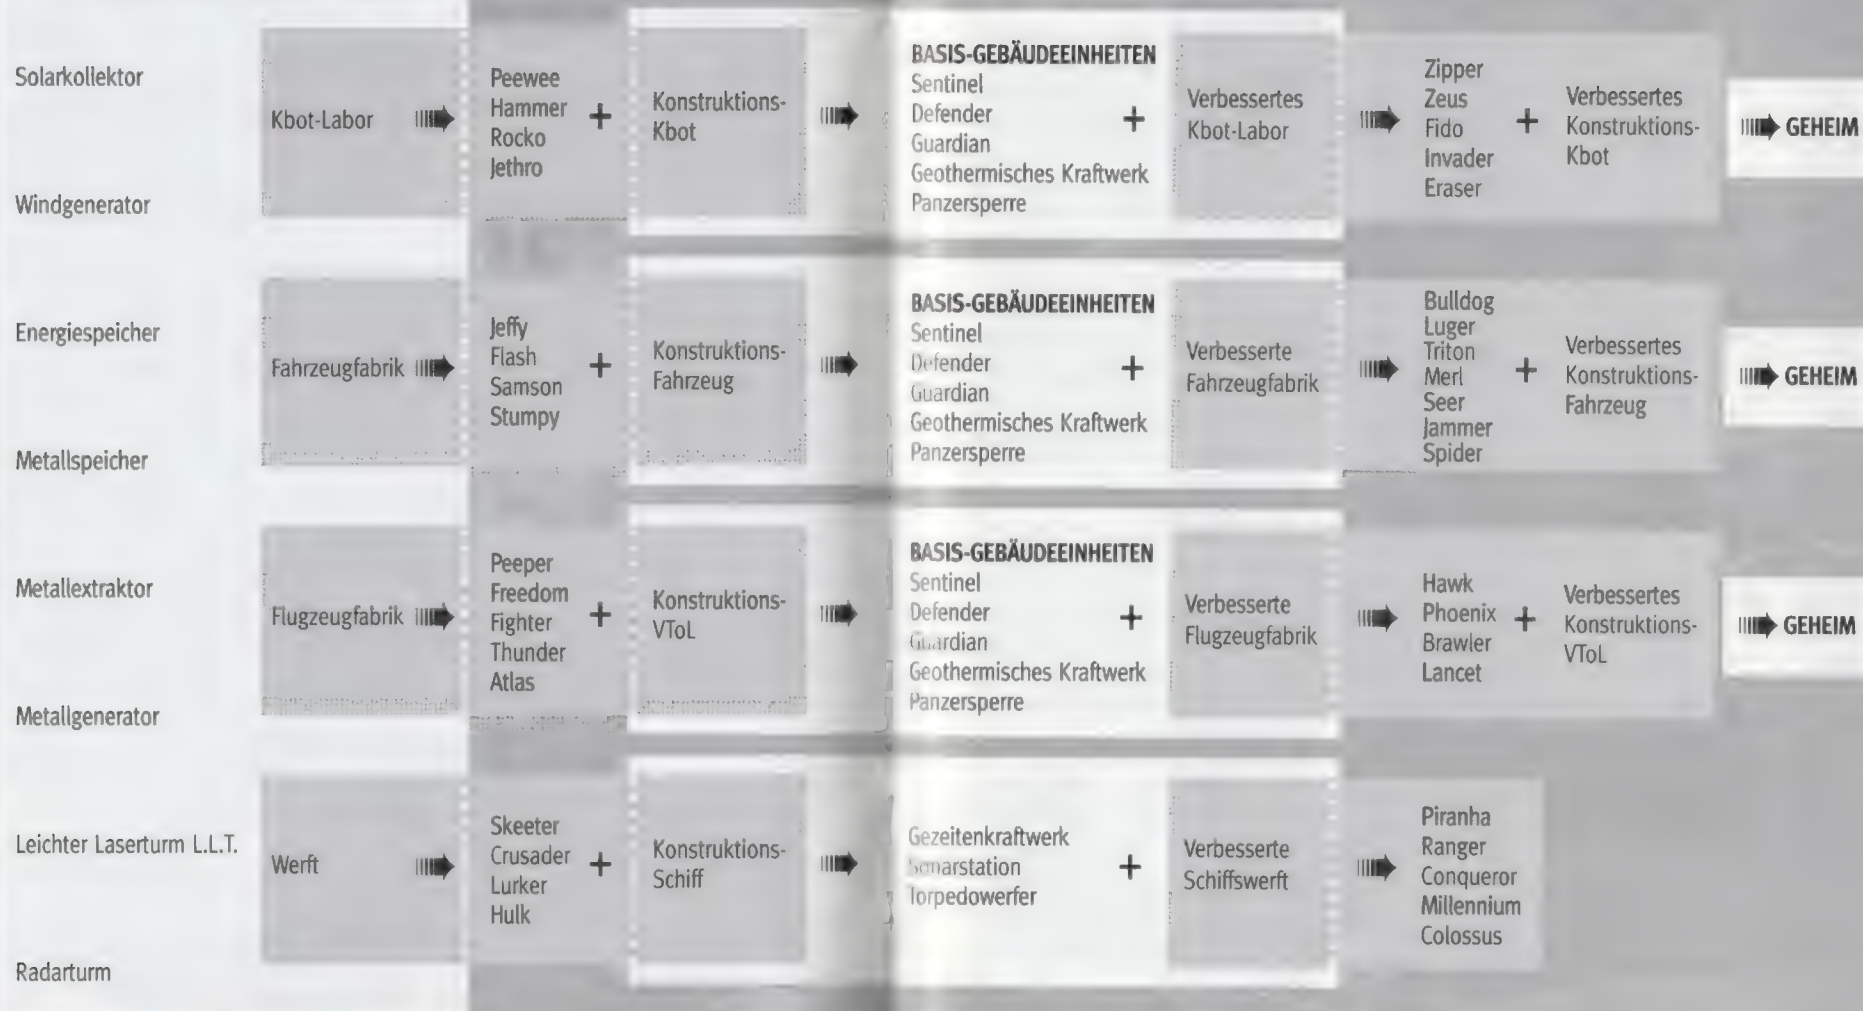 Solarkollektor
Windgenerator
Energiespeicher
Metallspeicher
Metallextraktor
Metallgenerator
Leichter Laserturm L.L.T.
Radarturm
Kbot-Labor
Peewee
Hammer
Rocko
Jethro
+
Konstruktions-
Kbot
BASIS-GEBÄUDEEINHEITEN
Sentinel
Defender
Guardian
Geothermisches Kraftwerk
Panzersperre
+
Verbessertes
Kbot-Labor
Zipper
Zeus
Fido
Invader
Eraser
+
Verbessertes
Konstruktions-
Kbot
GEHEIM
Fahrzeugfabrik
Jeffy
Flash
Samson
Stumpy
+
Konstruktions-
Fahrzeug
BASIS-GEBÄUDEEINHEITEN
Sentinel
Defender
Guardian
Geothermisches Kraftwerk
Panzersperre
+
Verbesserte
Fahrzeugfabrik
Bulldog
Luger
Triton
Merl
Seer
Jammer
Spider
+
Verbessertes
Konstruktions-
Fahrzeug
GEHEIM
Flugzeugfabrik
Peeper
Freedom
Fighter
Thunder
Atlas
+
Konstruktions-
VToL
BASIS-GEBÄUDEEINHEITEN
Sentinel
Defender
Guardian
Geothermisches Kraftwerk
Panzersperre
+
Verbesserte
Flugzeugfabrik
Hawk
Phoenix
Brawler
Lancet
+
Verbessertes
Konstruktions-
VToL
GEHEIM
Werft
Skeeter
Crusader
Lurker
Hulk
+
Konstruktions-
Schiff
Gezeitenkraftwerk
Sonarstation
Torpedowerfer
+
Verbesserte
Schiffswerft
Piranha
Ranger
Conqueror
Millennium
Colossus